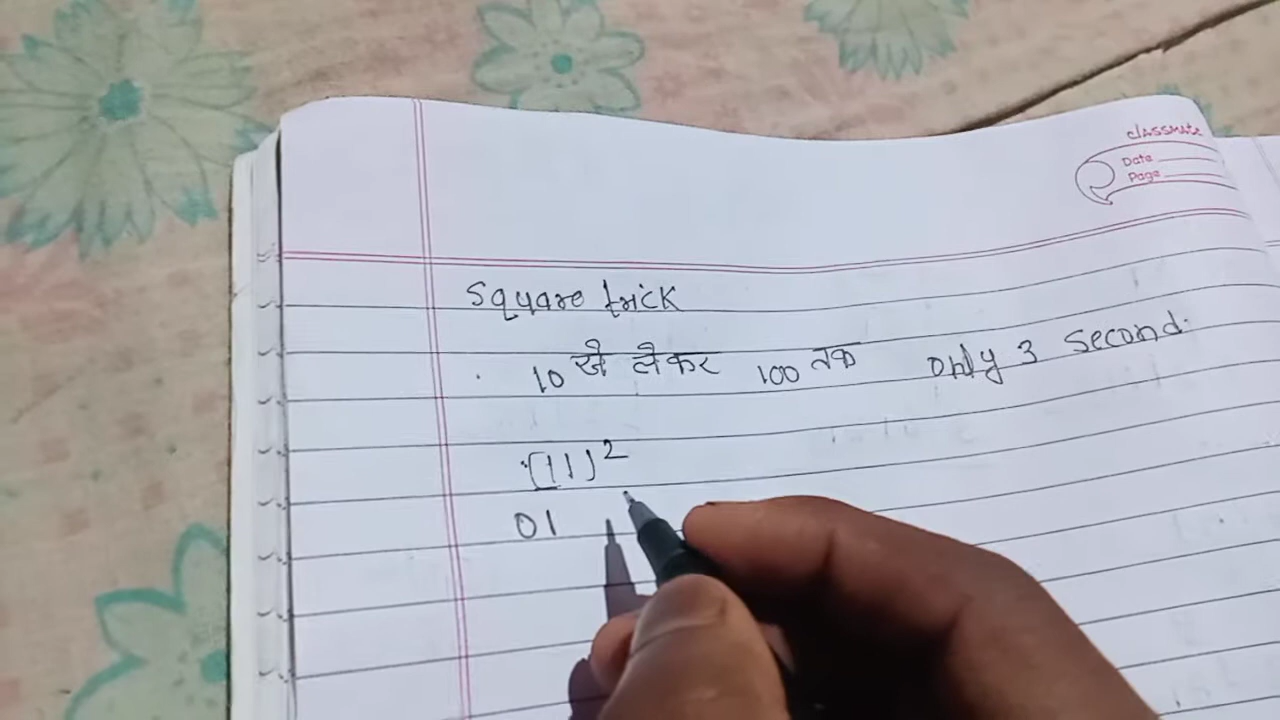 classmate
Date
Page
Square trick
10 से लेकर 100 तक only 3 second.
(11)²
01